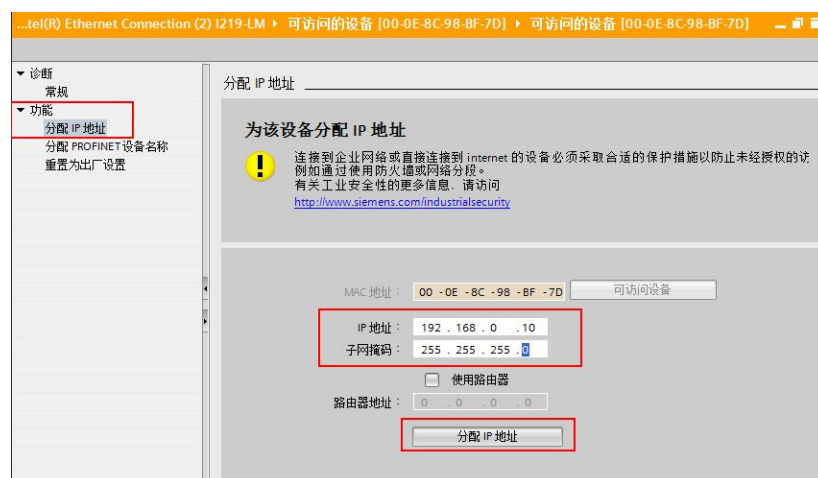 ...tel(R) Ethernet Connection (2) I219-LM ▸ 可访问的设备 [00-0E-8C-98-BF-7D] ▸ 可访问的设备 [00-0E-8C-98-BF-7D]
诊断
常规
功能
分配 IP 地址
分配 PROFINET 设备名称
重置为出厂设置
分配 IP 地址
为该设备分配 IP 地址
连接到企业网络或直接连接到 internet 的设备必须采取合适的保护措施以防止未经授权的访
例如通过使用防火墙或网络分段。
有关工业安全性的更多信息，请访问
http://www.siemens.com/industrialsecurity
MAC 地址： 00 -0E -8C -98 -BF -7D 可访问设备
IP 地址： 192 . 168 . 0 . 10
子网掩码： 255 . 255 . 255 . 0
使用路由器
路由器地址： 0 . 0 . 0 . 0
分配 IP 地址